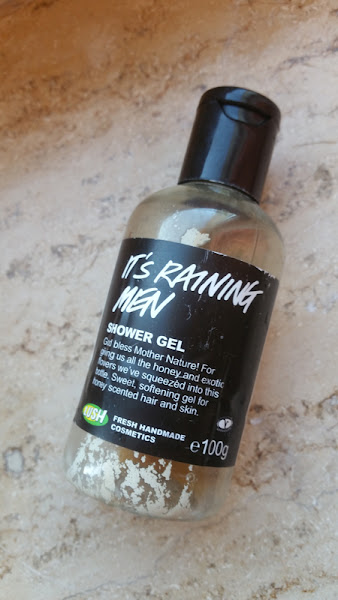 IT'S RAINING
MEN
SHOWER GEL
God bless Mother Nature! For
giving us all the honey and exotic
flowers we've squeezed into this
bottle. Sweet, softening gel for
honey scented hair and skin.
LUSH
FRESH HANDMADE
COSMETICS
℮100g